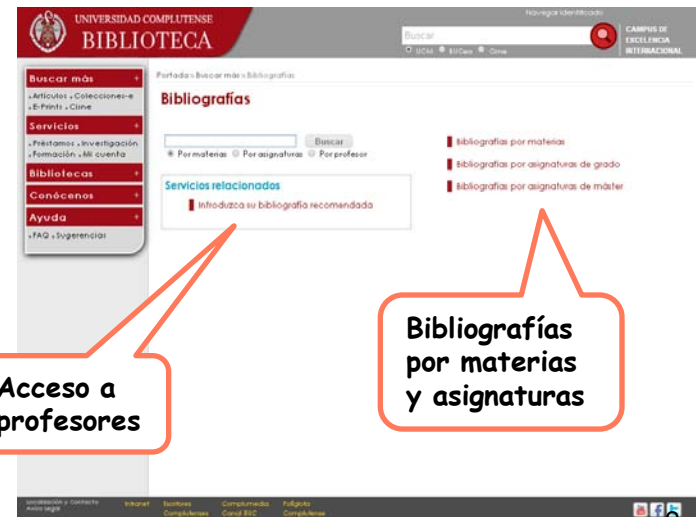 UNIVERSIDAD COMPLUTENSE
BIBLIOTECA
Navegar identificado
Buscar
UCM BUCea Cisne
CAMPUS DE
EXCELENCIA
INTERNACIONAL
Buscar más +
Artículos Colecciones-e
E-Prints Cisne
Servicios +
Préstamos Investigación
Formación Mi cuenta
Bibliotecas +
Conócenos +
Ayuda +
FAQ Sugerencias
Portada > Buscar más > Bibliografías
Bibliografías
Buscar
Por materias Por asignaturas Por profesor
Servicios relacionados
Introduzca su bibliografía recomendada
Bibliografías por materias
Bibliografías por asignaturas de grado
Bibliografías por asignaturas de máster
Acceso a
profesores
Bibliografías
por materias
y asignaturas
Localización y Contacto
Aviso Legal
Intranet
Escritores
Complutenses
Complumedia
Canal BUC
Políglota
Complutense